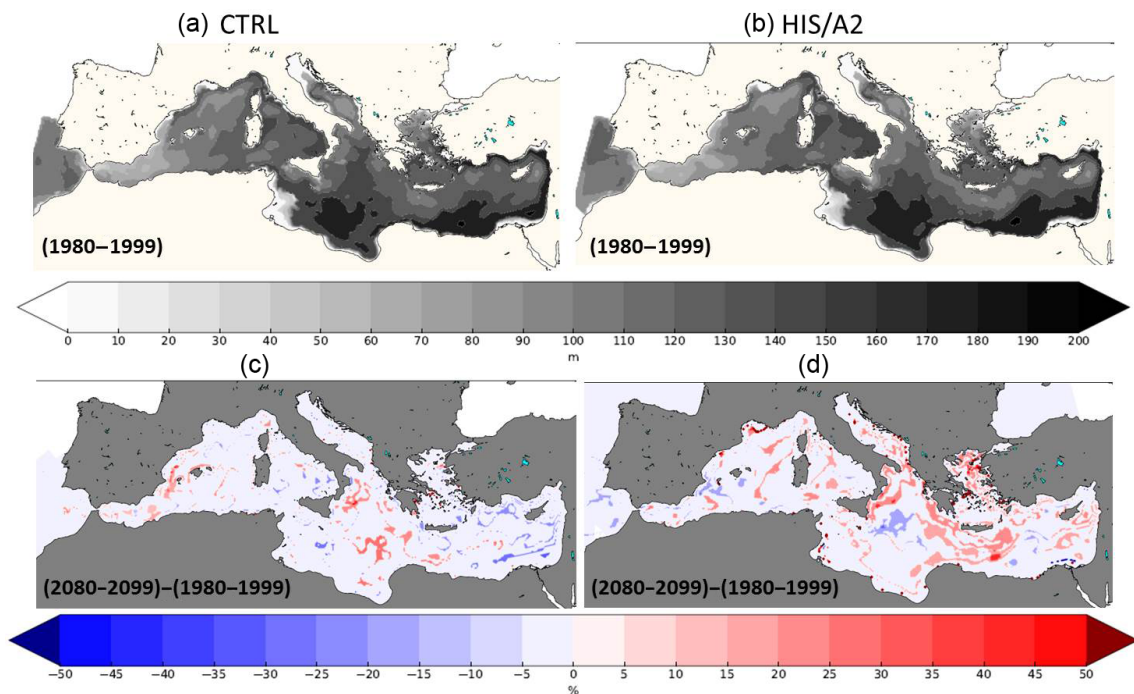 (a) CTRL
(b) HIS/A2
(1980–1999)
(1980–1999)
0 10 20 30 40 50 60 70 80 90 100 110 120 130 140 150 160 170 180 190 200
m
(c)
(d)
(2080–2099)–(1980–1999)
(2080–2099)–(1980–1999)
−50 −45 −40 −35 −30 −25 −20 −15 −10 −5 0 5 10 15 20 25 30 35 40 45 50
%